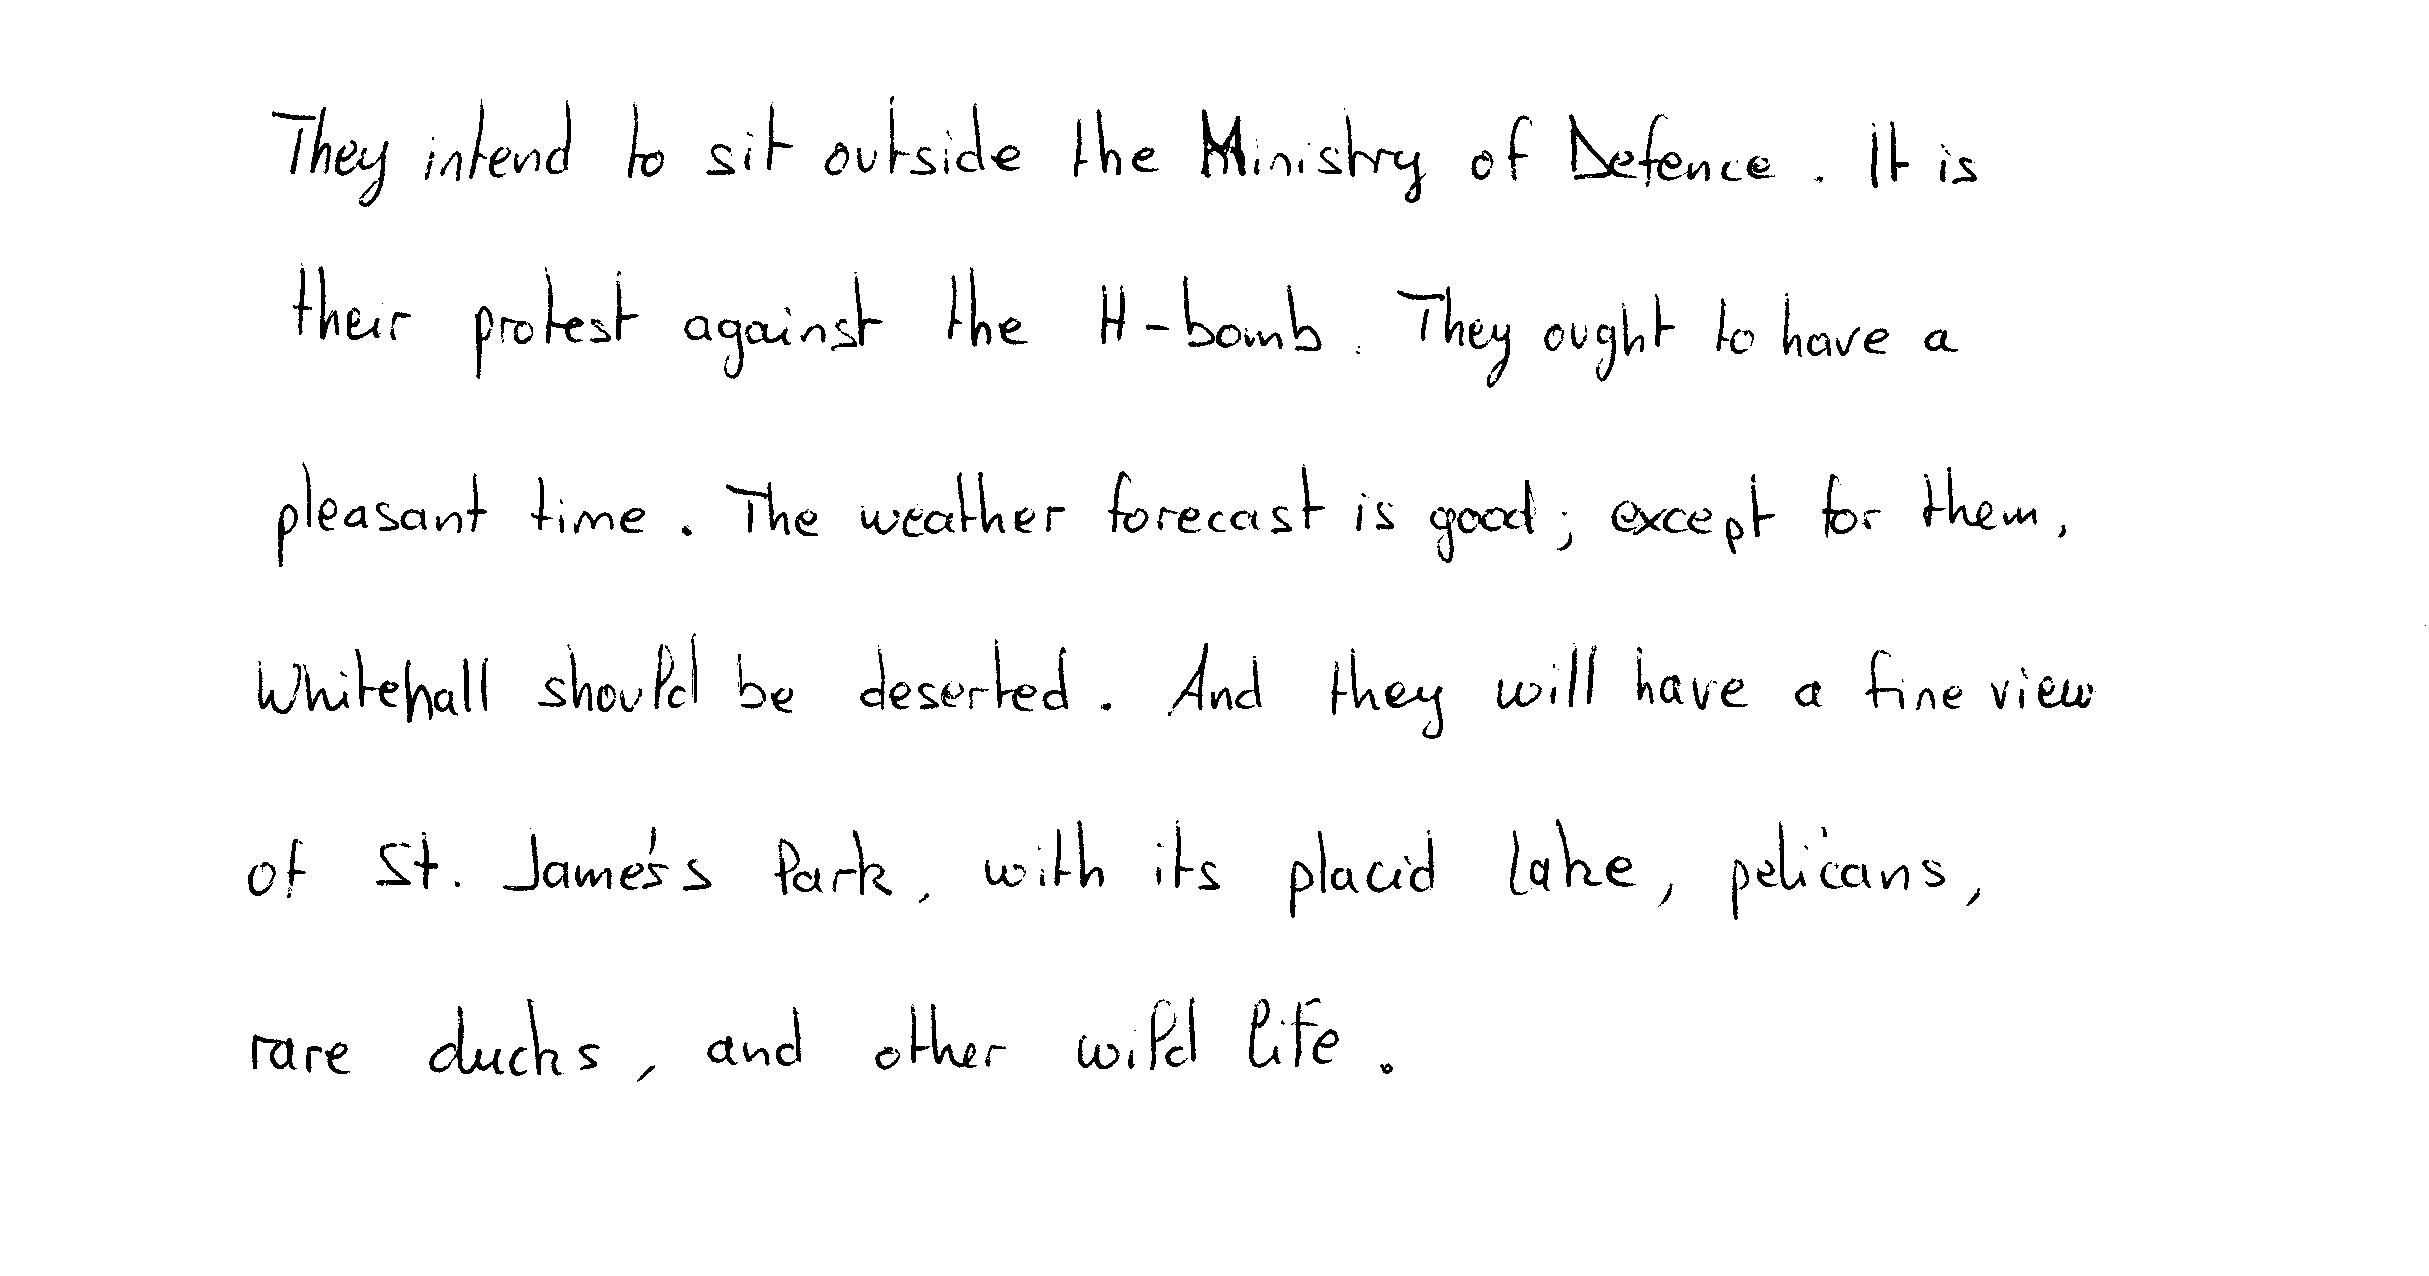 They intend to sit outside the Ministry of Defence. It is
their protest against the H-bomb. They ought to have a
pleasant time. The weather forecast is good; except for them,
Whitehall should be deserted. And they will have a fine view
of St. James's Park, with its placid lake, pelicans,
rare ducks, and other wild life.